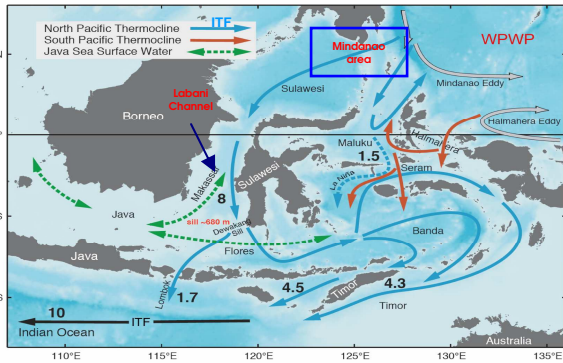 ITF
North Pacific Thermocline
South Pacific Thermocline
Java Sea Surface Water
Mindanao
area
WPWP
Mindanao Eddy
Sulawesi
Labani
Channel
Borneo
Halmahera Eddy
Halmahera
Maluku
1.5
Seram
La Niña
Makassar
Sulawesi
8
Java
sill ~680 m
Dewakang
Sill
Flores
Banda
Java
Lombok
1.7
4.5
Timor
4.3
Timor
10
ITF
Indian Ocean
Australia
110°E
115°E
120°E
125°E
130°E
135°E